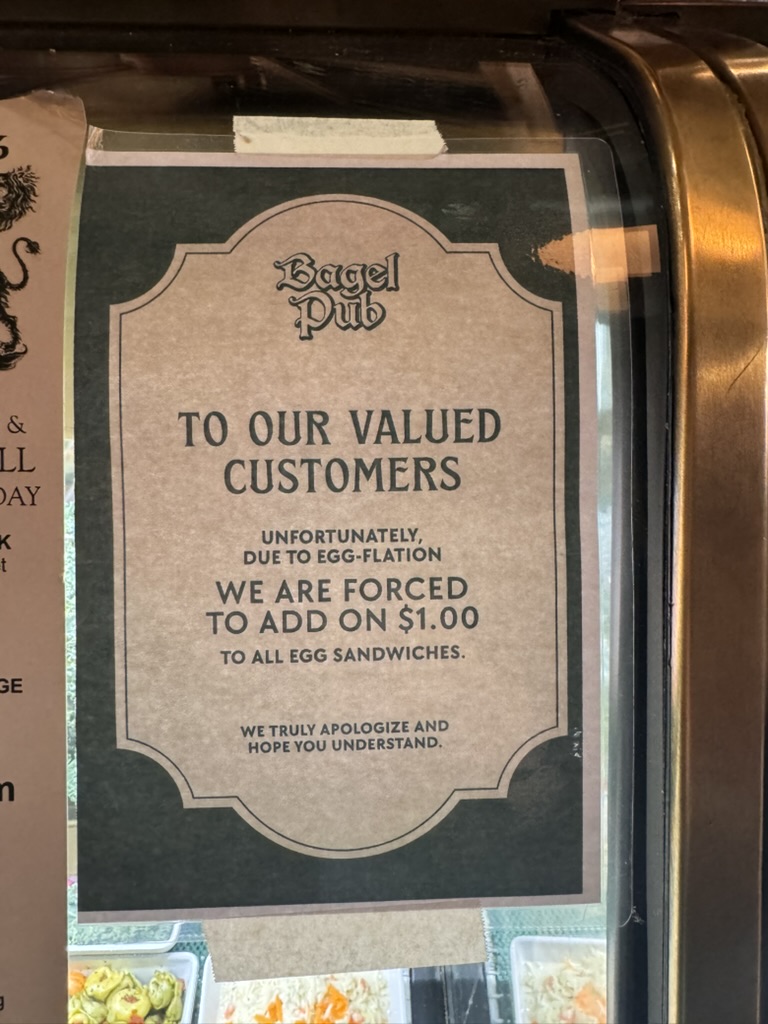 Bagel
Pub
TO OUR VALUED
CUSTOMERS
UNFORTUNATELY,
DUE TO EGG-FLATION
WE ARE FORCED
TO ADD ON $1.00
TO ALL EGG SANDWICHES.
WE TRULY APOLOGIZE AND
HOPE YOU UNDERSTAND.
&